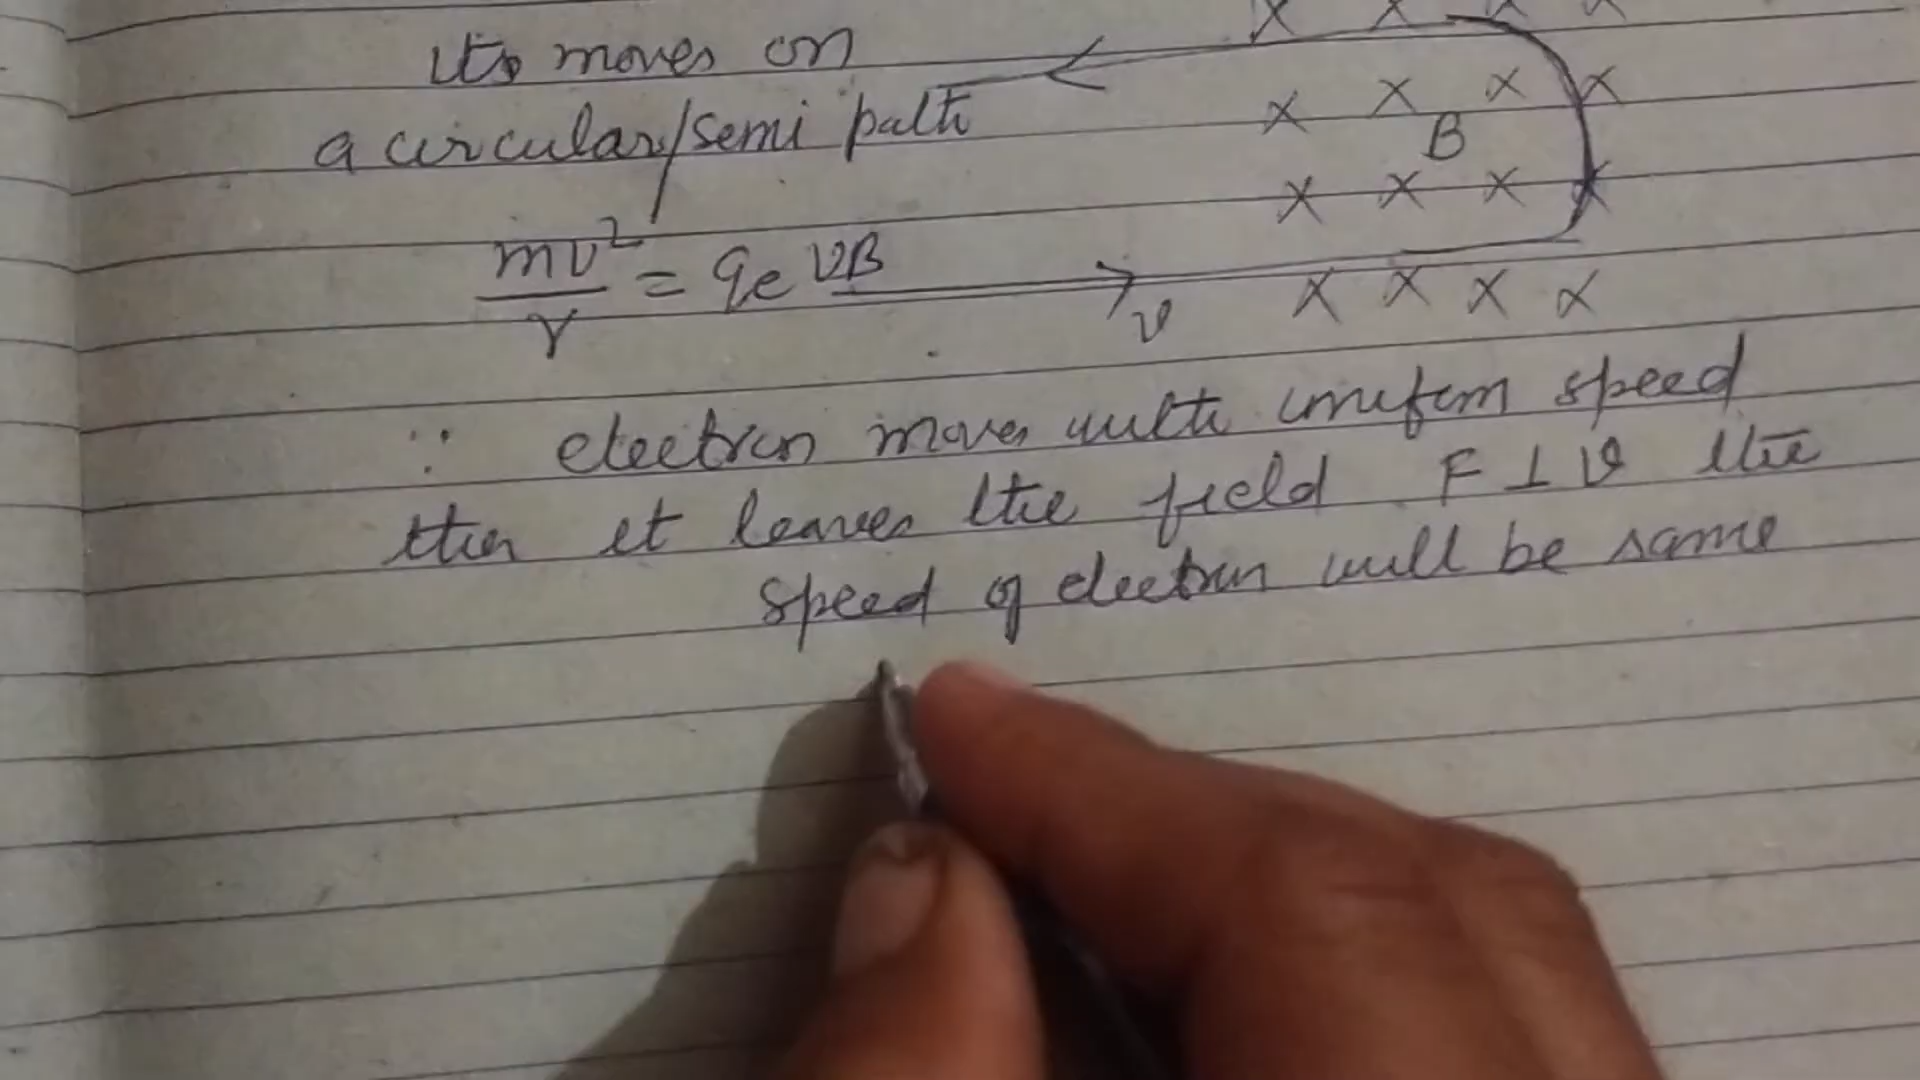 its moves on
a circular/semi path
X X X X
X X X X
B
X X X X
mv²/r = qe vB
v
X X X X
∵ electron moves with uniform speed
then it leaves the field F ⊥ v the
speed of electron will be same